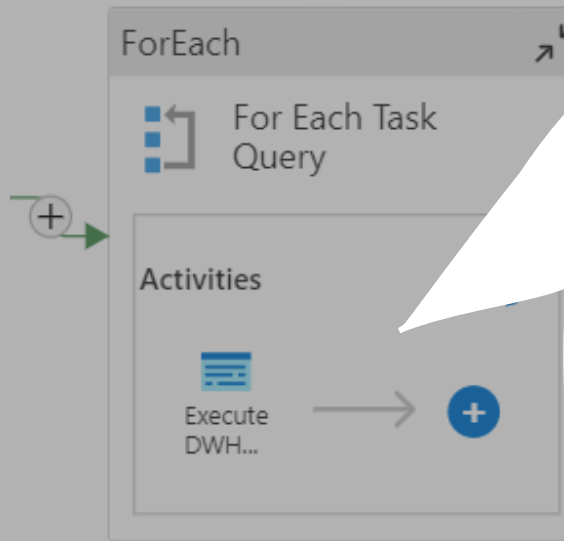 ForEach
For Each Task
Query
Activities
Execute
DWH...